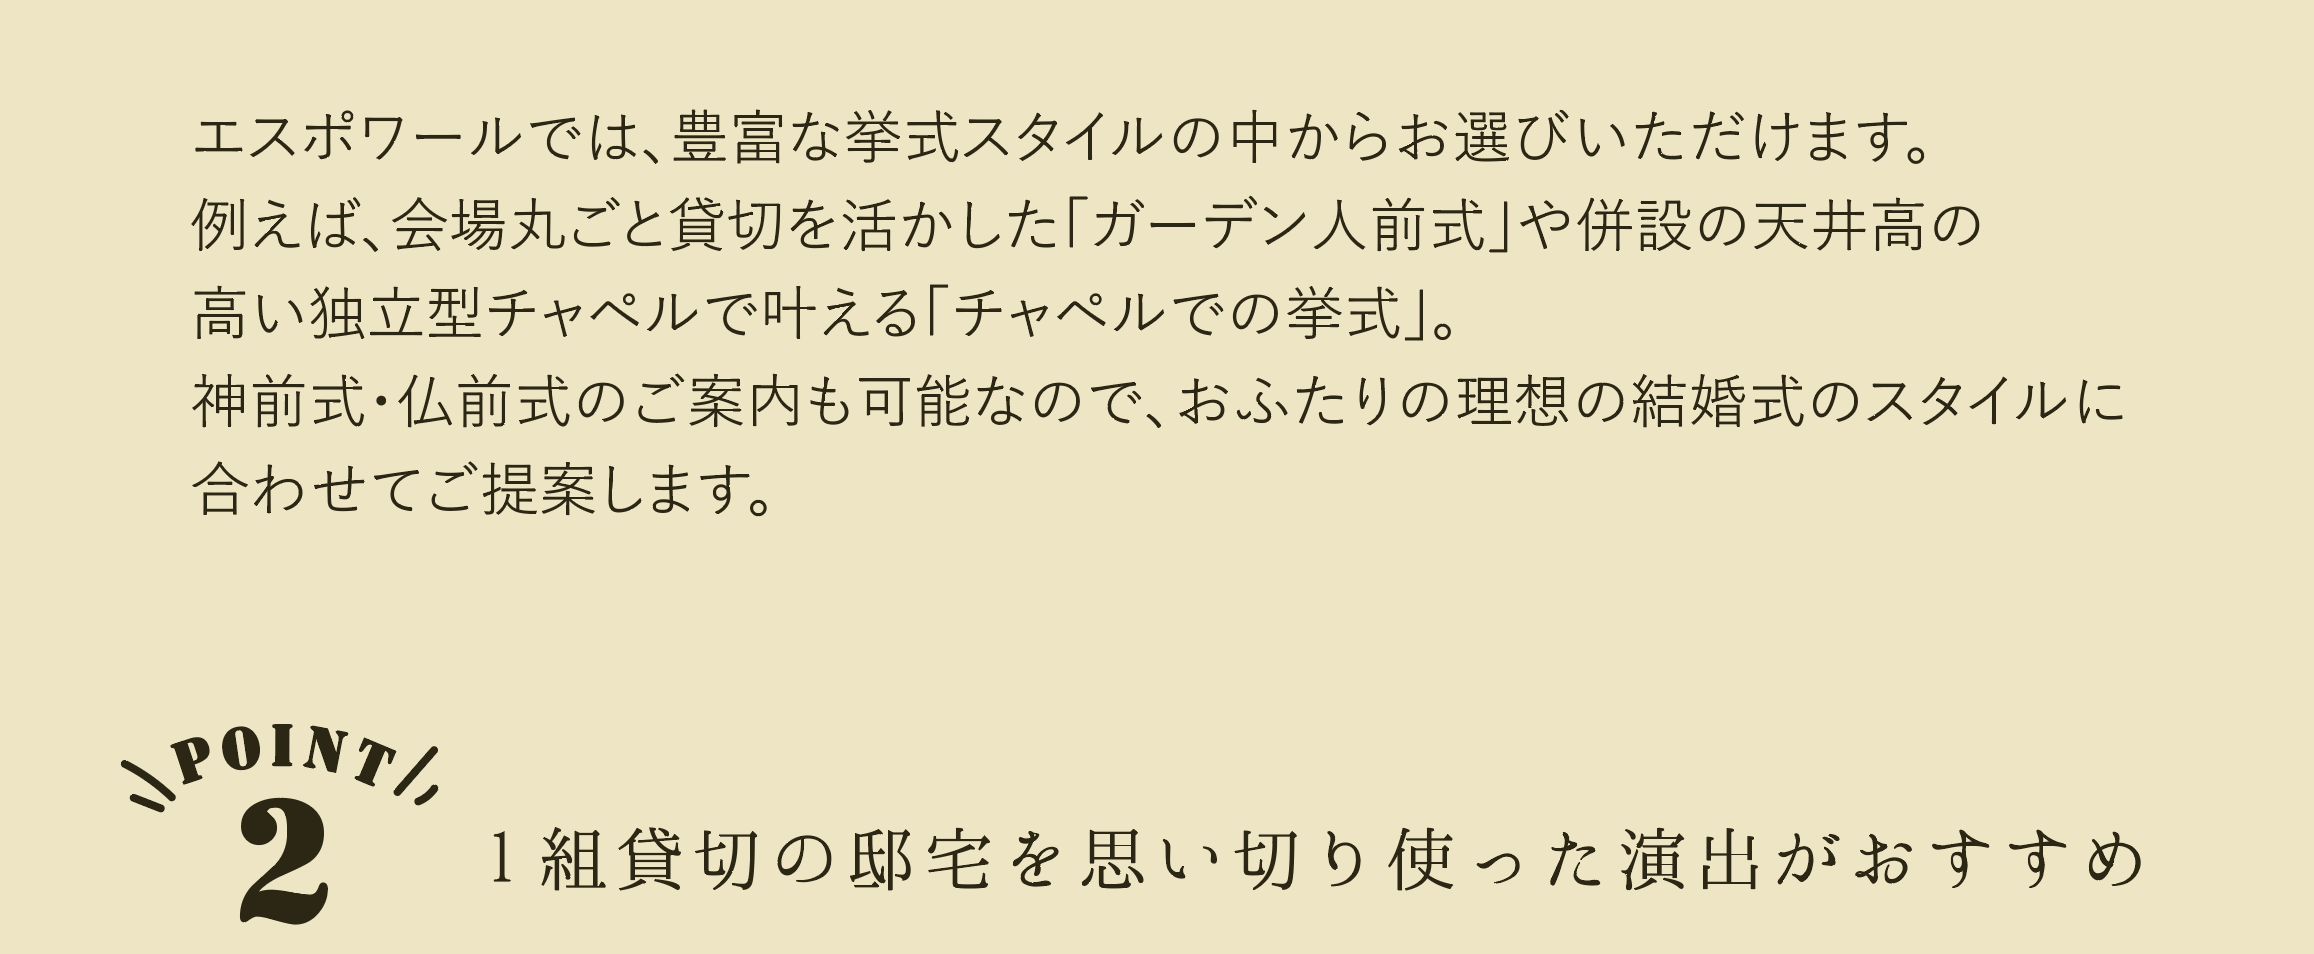 エスポワールでは、豊富な挙式スタイルの中からお選びいただけます。
例えば、会場丸ごと貸切を活かした「ガーデン人前式」や併設の天井高の
高い独立型チャペルで叶える「チャペルでの挙式」。
神前式・仏前式のご案内も可能なので、おふたりの理想の結婚式のスタイルに
合わせてご提案します。
POINT
2
1組貸切の邸宅を思い切り使った演出がおすすめ